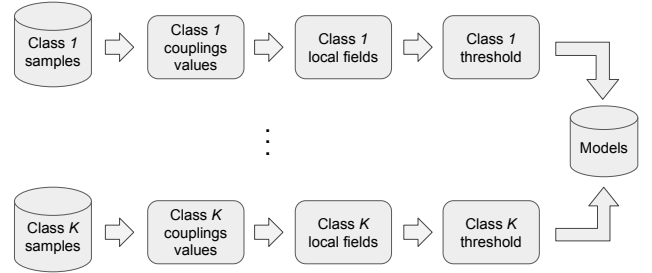 Class 1
samples
Class 1
couplings
values
Class 1
local fields
Class 1
threshold
Models
Class K
samples
Class K
couplings
values
Class K
local fields
Class K
threshold